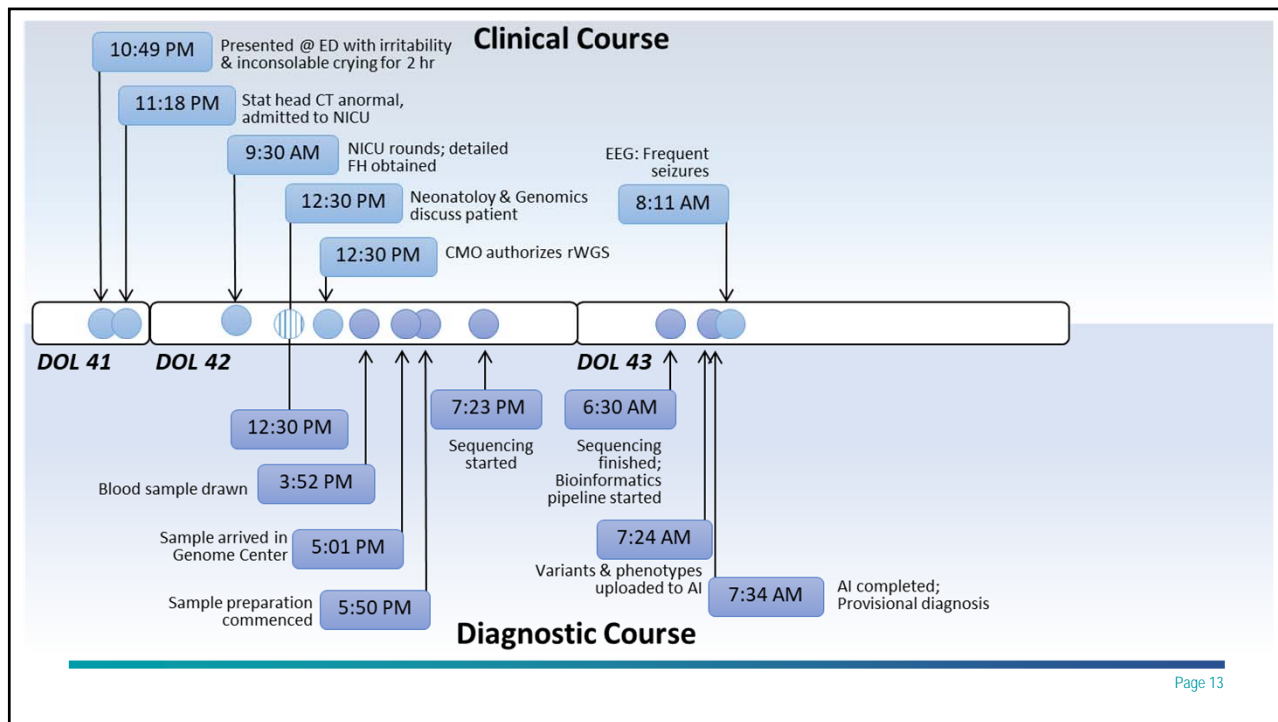 Clinical Course
10:49 PM
Presented @ ED with irritability
& inconsolable crying for 2 hr
11:18 PM
Stat head CT anormal,
admitted to NICU
9:30 AM
NICU rounds; detailed
FH obtained
12:30 PM
Neonatoloy & Genomics
discuss patient
12:30 PM
CMO authorizes rWGS
EEG: Frequent
seizures
8:11 AM
DOL 41
DOL 42
DOL 43
12:30 PM
Blood sample drawn
3:52 PM
Sample arrived in
Genome Center
5:01 PM
Sample preparation
commenced
5:50 PM
7:23 PM
Sequencing
started
6:30 AM
Sequencing
finished;
Bioinformatics
pipeline started
7:24 AM
Variants & phenotypes
uploaded to AI
7:34 AM
AI completed;
Provisional diagnosis
Diagnostic Course
Page 13